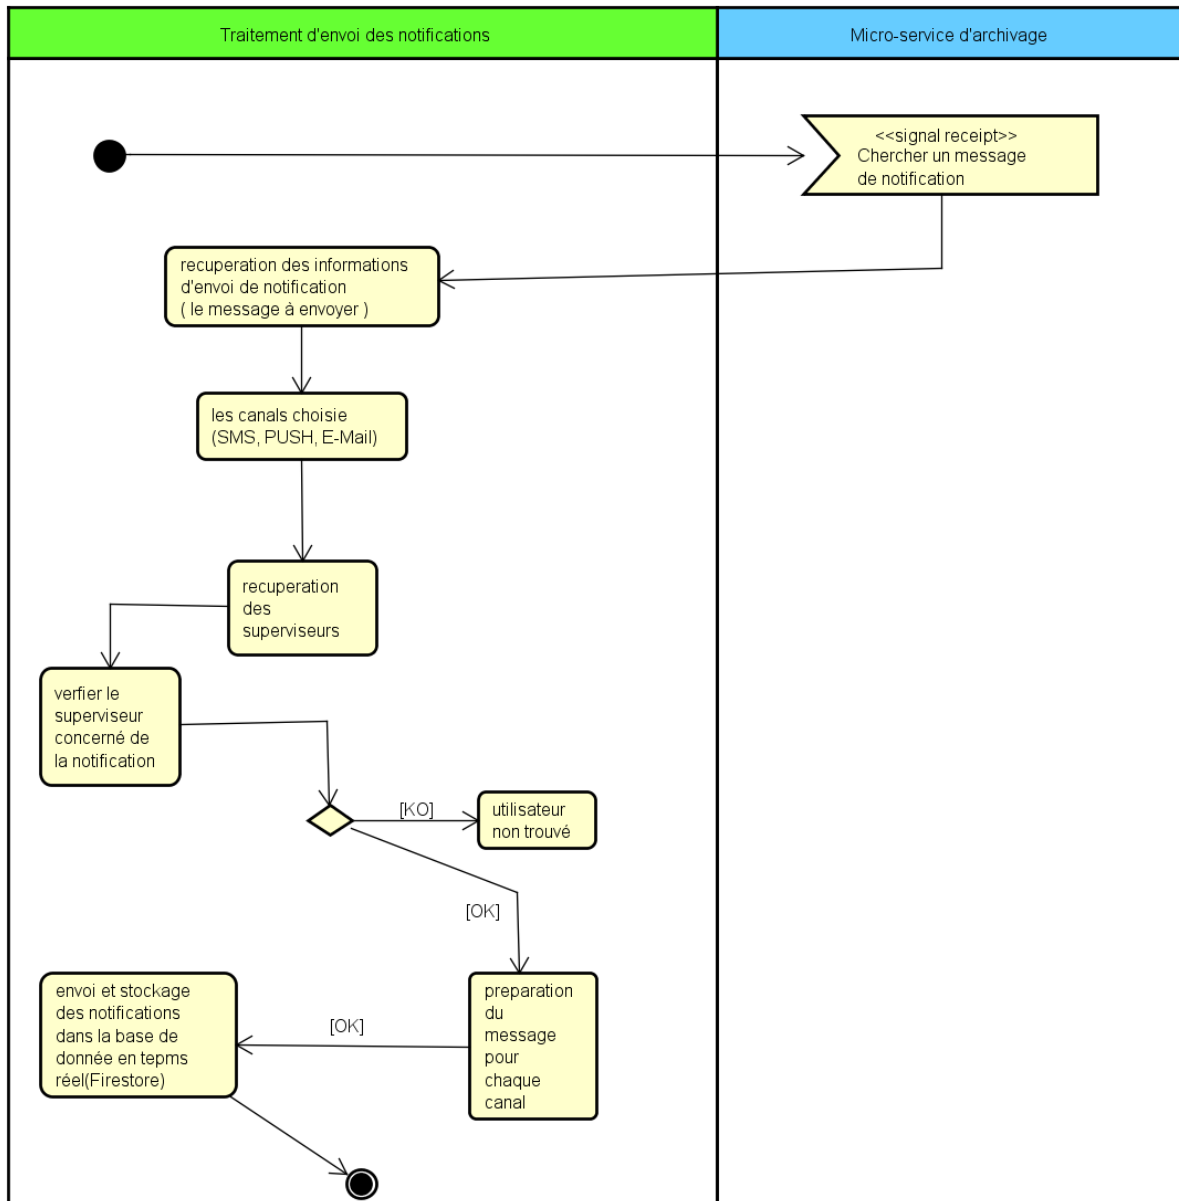 Traitement d'envoi des notifications
Micro-service d'archivage
<<signal receipt>>
Chercher un message
de notification
recuperation des informations
d'envoi de notification
( le message à envoyer )
les canals choisie
(SMS, PUSH, E-Mail)
recuperation
des
superviseurs
verfier le
superviseur
concerné de
la notification
[KO]
utilisateur
non trouvé
[OK]
envoi et stockage
des notifications
dans la base de
donnée en tepms
réel(Firestore)
[OK]
preparation
du
message
pour
chaque
canal